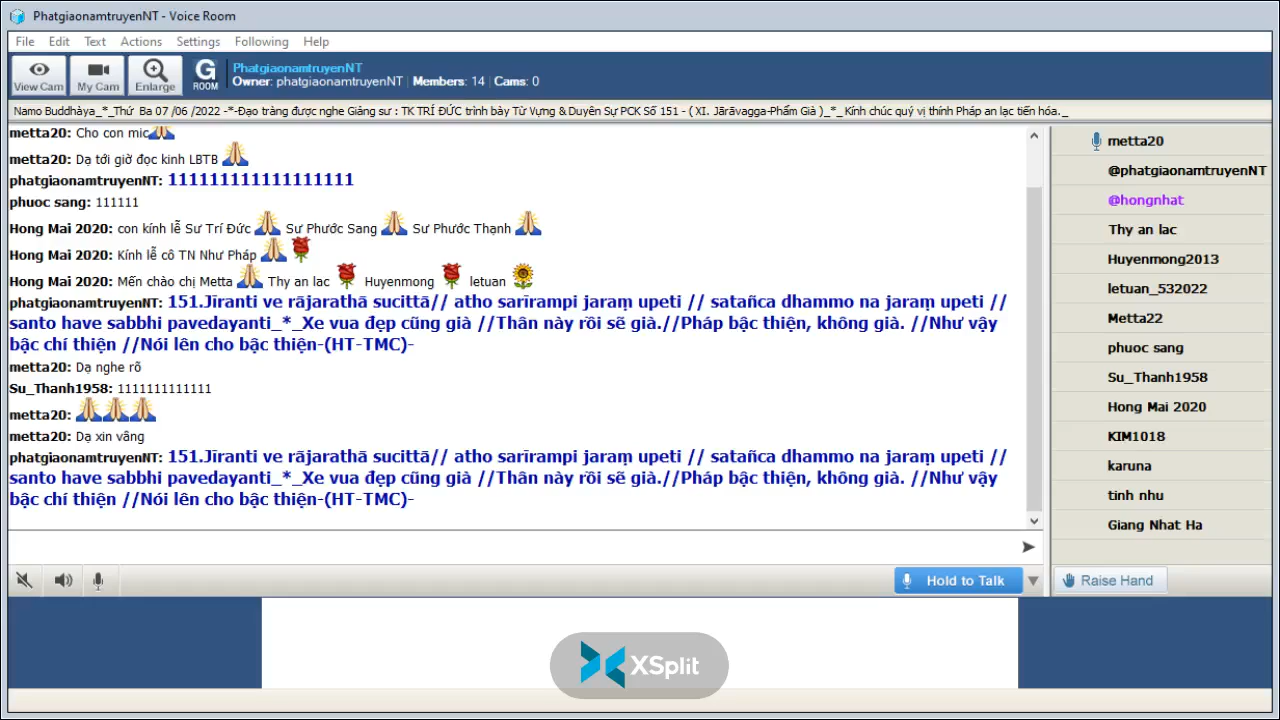 PhatgiaonamtruyenNT - Voice Room
File Edit Text Actions Settings Following Help
View Cam My Cam Enlarge G ROOM
PhatgiaonamtruyenNT
Owner: phatgiaonamtruyenNT | Members: 14 | Cams: 0
Namo Buddhàya_*_Thứ Ba 07 /06 /2022 -*-Đạo tràng được nghe Giảng sư : TK TRÍ ĐỨC trình bày Từ Vựng & Duyên Sự PCK Số 151 - ( XI. Jārāvagga-Phẩm Già )_*_ Kính chúc quý vị thính Pháp an lạc tiến hóa._
metta20: Cho con mic
metta20: Dạ tới giờ đọc kinh LBTB
phatgiaonamtruyenNT: 111111111111111111
phuoc sang: 111111
Hong Mai 2020: con kính lễ Sư Trí Đức Sư Phước Sang Sư Phước Thạnh
Hong Mai 2020: Kính lễ cô TN Như Pháp
Hong Mai 2020: Mến chào chị Metta Thy an lac Huyenmong letuan
phatgiaonamtruyenNT: 151.Jīranti ve rājarathā sucittā// atho sarīrampi jaraṃ upeti // satañca dhammo na jaraṃ upeti //
santo have sabbhi pavedayanti_*_Xe vua đẹp cũng già //Thân này rồi sẽ già.//Pháp bậc thiện, không già. //Như vậy
bậc chí thiện //Nói lên cho bậc thiện-(HT-TMC)-
metta20: Dạ nghe rõ
Su_Thanh1958: 1111111111111
metta20:
metta20: Dạ xin vâng
phatgiaonamtruyenNT: 151.Jīranti ve rājarathā sucittā// atho sarīrampi jaraṃ upeti // satañca dhammo na jaraṃ upeti //
santo have sabbhi pavedayanti_*_Xe vua đẹp cũng già //Thân này rồi sẽ già.//Pháp bậc thiện, không già. //Như vậy
bậc chí thiện //Nói lên cho bậc thiện-(HT-TMC)-
metta20
@phatgiaonamtruyenNT
@hongnhat
Thy an lac
Huyenmong2013
letuan_532022
Metta22
phuoc sang
Su_Thanh1958
Hong Mai 2020
KIM1018
karuna
tinh nhu
Giang Nhat Ha
Hold to Talk
Raise Hand
XSplit